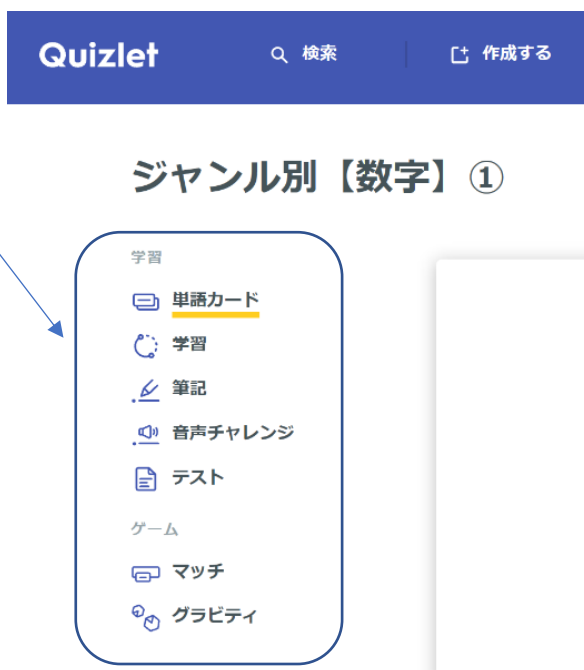 Quizlet 検索 作成する
ジャンル別【数字】①
学習
単語カード
学習
筆記
音声チャレンジ
テスト
ゲーム
マッチ
グラビティ